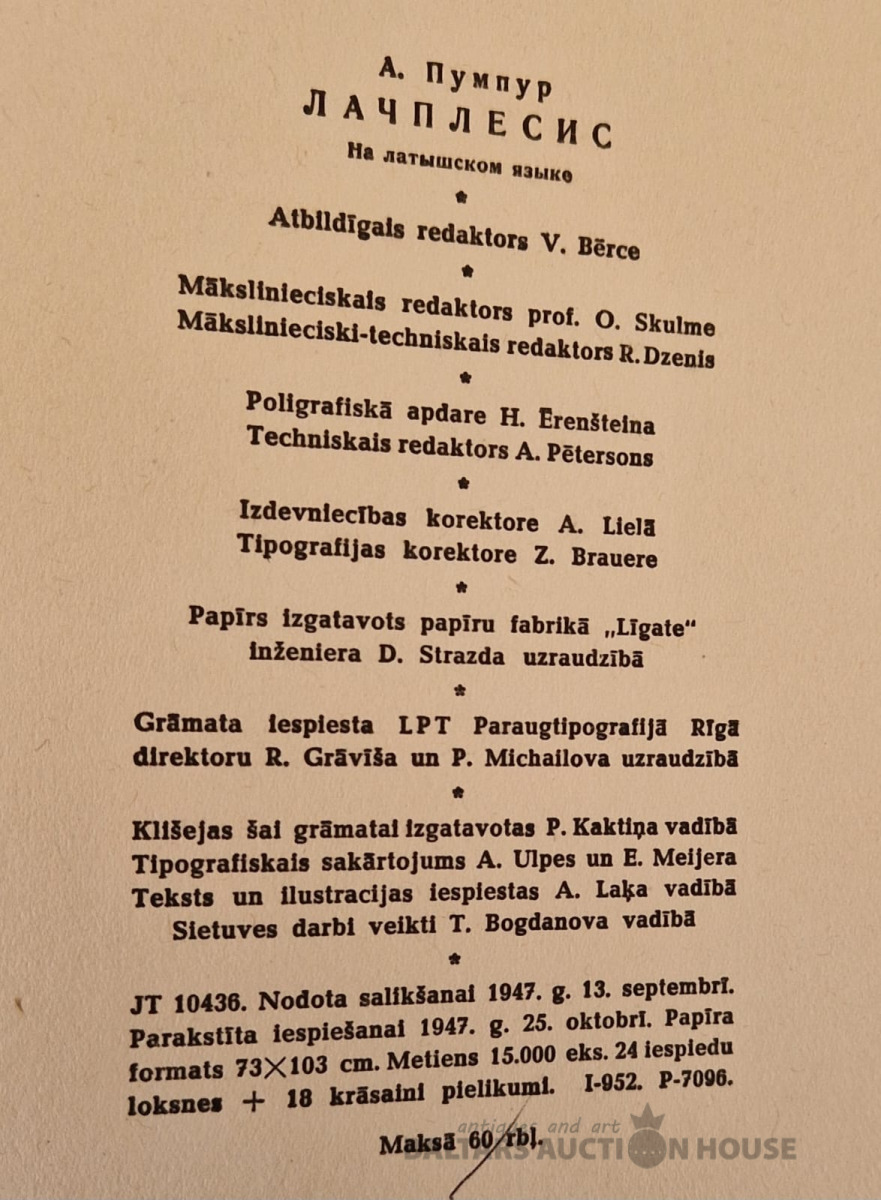 А. Пумпур
ЛАЧПЛЕСИС
На латышском языке
Atbildīgais redaktors V. Bērce
Mākslinieciskais redaktors prof. O. Skulme
Mākslinieciski-techniskais redaktors R. Dzenis
Poligrafiskā apdare H. Ērenšteina
Techniskais redaktors A. Pētersons
Izdevniecības korektore A. Lielā
Tipografijas korektore Z. Brauere
Papīrs izgatavots papīru fabrikā „Līgate“
inženiera D. Strazda uzraudzībā
Grāmata iespiesta LPT Paraugtipografijā Rīgā
direktoru R. Grāvīša un P. Michailova uzraudzībā
Klišejas šai grāmatai izgatavotas P. Kaktiņa vadībā
Tipografiskais sakārtojums A. Ulpes un E. Meijera
Teksts un ilustracijas iespiestas A. Laķa vadībā
Sietuves darbi veikti T. Bogdanova vadībā
JT 10436. Nodota salikšanai 1947. g. 13. septembrī.
Parakstīta iespiešanai 1947. g. 25. oktobrī. Papīra
formats 73×103 cm. Metiens 15.000 eks. 24 iespiedu
loksnes + 18 krāsaini pielikumi. I-952. P-7096.
Maksā 60 rbļ.
antiques and art
BALTARS AUCTION HOUSE